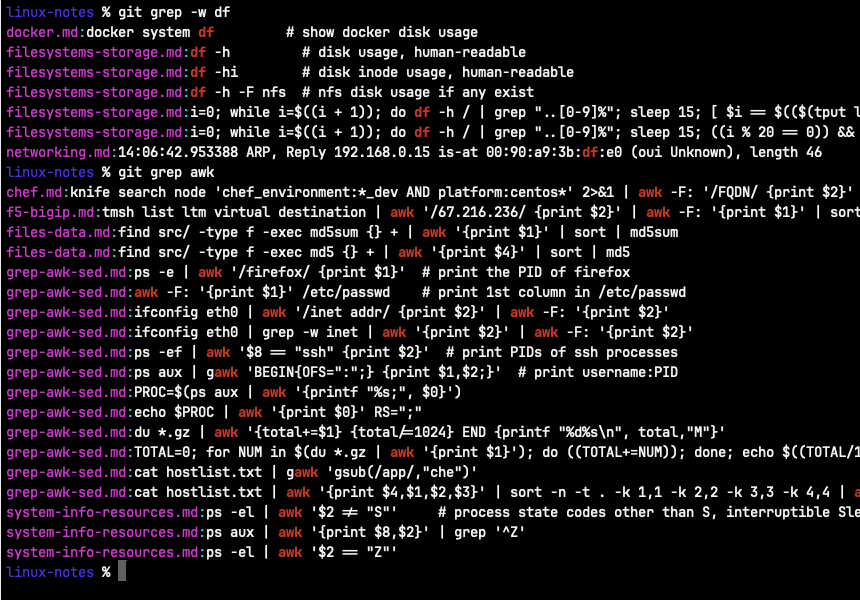 linux-notes % git grep -w df
docker.md:docker system df         # show docker disk usage
filesystems-storage.md:df -h         # disk usage, human-readable
filesystems-storage.md:df -hi        # disk inode usage, human-readable
filesystems-storage.md:df -h -F nfs  # nfs disk usage if any exist
filesystems-storage.md:i=0; while i=$((i + 1)); do df -h / | grep "..[0-9]%"; sleep 15; [ $i == $(($(tput l
filesystems-storage.md:i=0; while i=$((i + 1)); do df -h / | grep "..[0-9]%"; sleep 15; ((i % 20 == 0)) &&
networking.md:14:06:42.953388 ARP, Reply 192.168.0.15 is-at 00:90:a9:3b:df:e0 (oui Unknown), length 46
linux-notes % git grep awk
chef.md:knife search node 'chef_environment:*_dev AND platform:centos*' 2>&1 | awk -F: '/FQDN/ {print $2}'
f5-bigip.md:tmsh list ltm virtual destination | awk '/67.216.236/ {print $2}' | awk -F: '{print $1}' | sort
files-data.md:find src/ -type f -exec md5sum {} + | awk '{print $1}' | sort | md5sum
files-data.md:find src/ -type f -exec md5 {} + | awk '{print $4}' | sort | md5
grep-awk-sed.md:ps -e | awk '/firefox/ {print $1}'  # print the PID of firefox
grep-awk-sed.md:awk -F: '{print $1}' /etc/passwd    # print 1st column in /etc/passwd
grep-awk-sed.md:ifconfig eth0 | awk '/inet addr/ {print $2}' | awk -F: '{print $2}'
grep-awk-sed.md:ifconfig eth0 | grep -w inet | awk '{print $2}' | awk -F: '{print $2}'
grep-awk-sed.md:ps -ef | awk '$8 == "ssh" {print $2}'  # print PIDs of ssh processes
grep-awk-sed.md:ps aux | gawk 'BEGIN{OFS=":";} {print $1,$2;}'  # print username:PID
grep-awk-sed.md:PROC=$(ps aux | awk '{printf "%s;", $0}')
grep-awk-sed.md:echo $PROC | awk '{print $0}' RS=";"
grep-awk-sed.md:du *.gz | awk '{total+=$1} {total/=1024} END {printf "%d%s\n", total,"M"}'
grep-awk-sed.md:TOTAL=0; for NUM in $(du *.gz | awk '{print $1}'); do ((TOTAL+=NUM)); done; echo $((TOTAL/1
grep-awk-sed.md:cat hostlist.txt | gawk 'gsub(/app/,"che")'
grep-awk-sed.md:cat hostlist.txt | awk '{print $4,$1,$2,$3}' | sort -n -t . -k 1,1 -k 2,2 -k 3,3 -k 4,4 | a
system-info-resources.md:ps -el | awk '$2 != "S"'     # process state codes other than S, interruptible Sle
system-info-resources.md:ps aux | awk '{print $8,$2}' | grep '^Z'
system-info-resources.md:ps -el | awk '$2 == "Z"'
linux-notes %